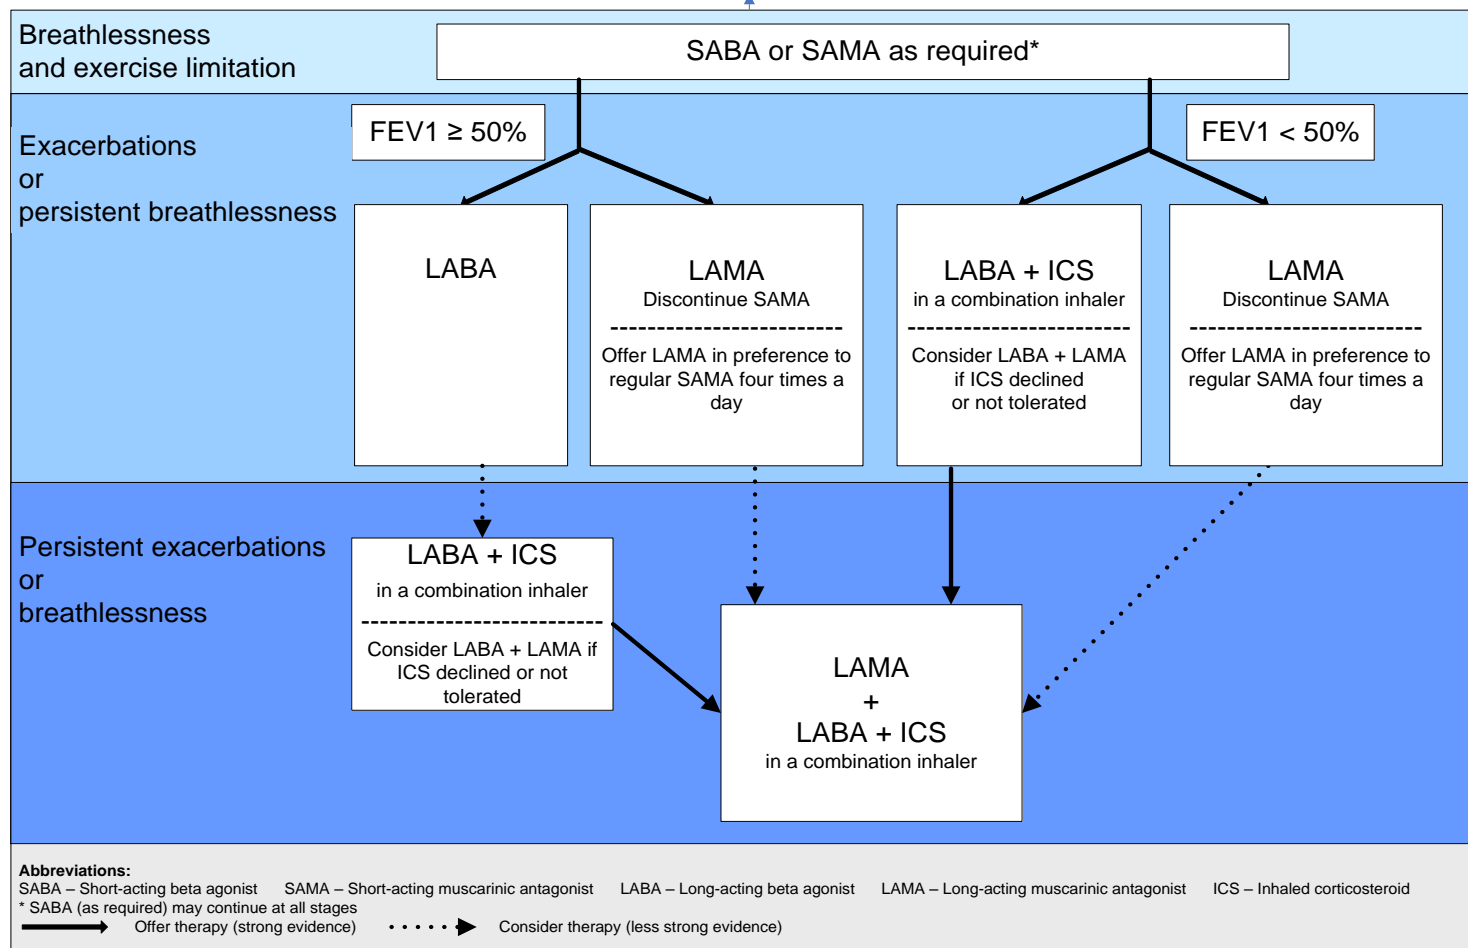 Breathlessness
and exercise limitation
SABA or SAMA as required*
Exacerbations
or
persistent breathlessness
FEV1 ≥ 50%
FEV1 < 50%
LABA
LAMA
Discontinue SAMA
-------------------------
Offer LAMA in preference to
regular SAMA four times a
day
LABA + ICS
in a combination inhaler
------------------------
Consider LABA + LAMA
if ICS declined
or not tolerated
LAMA
Discontinue SAMA
-------------------------
Offer LAMA in preference to
regular SAMA four times a
day
Persistent exacerbations
or
breathlessness
LABA + ICS
in a combination inhaler
--------------------------
Consider LABA + LAMA if
ICS declined or not
tolerated
LAMA
+
LABA + ICS
in a combination inhaler
Abbreviations:
SABA – Short-acting beta agonist SAMA – Short-acting muscarinic antagonist LABA – Long-acting beta agonist LAMA – Long-acting muscarinic antagonist ICS – Inhaled corticosteroid
* SABA (as required) may continue at all stages
Offer therapy (strong evidence) Consider therapy (less strong evidence)